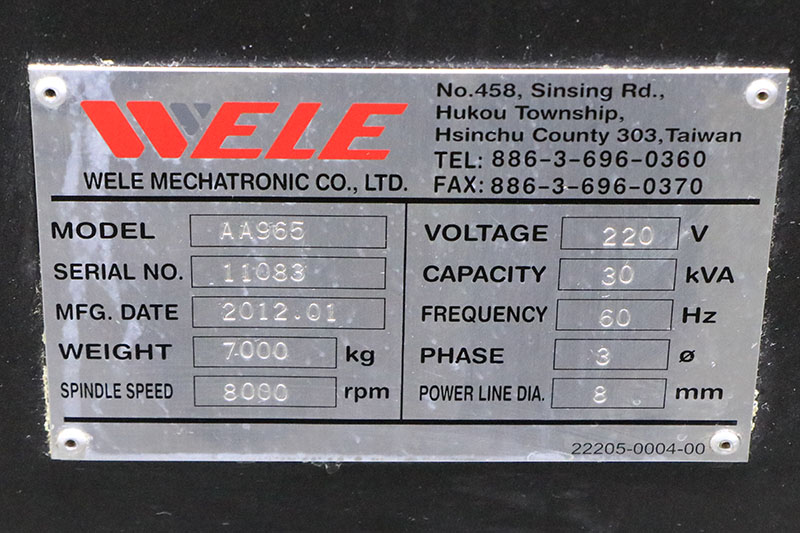 WELE
WELE MECHATRONIC CO., LTD.
No.458, Sinsing Rd.,
Hukou Township,
Hsinchu County 303,Taiwan
TEL: 886-3-696-0360
FAX: 886-3-696-0370
MODEL AA965
SERIAL NO. 11083
MFG. DATE 2012.01
WEIGHT 7000 kg
SPINDLE SPEED 8000 rpm
VOLTAGE 220 V
CAPACITY 30 kVA
FREQUENCY 60 Hz
PHASE 3 ø
POWER LINE DIA. 8 mm
22205-0004-00